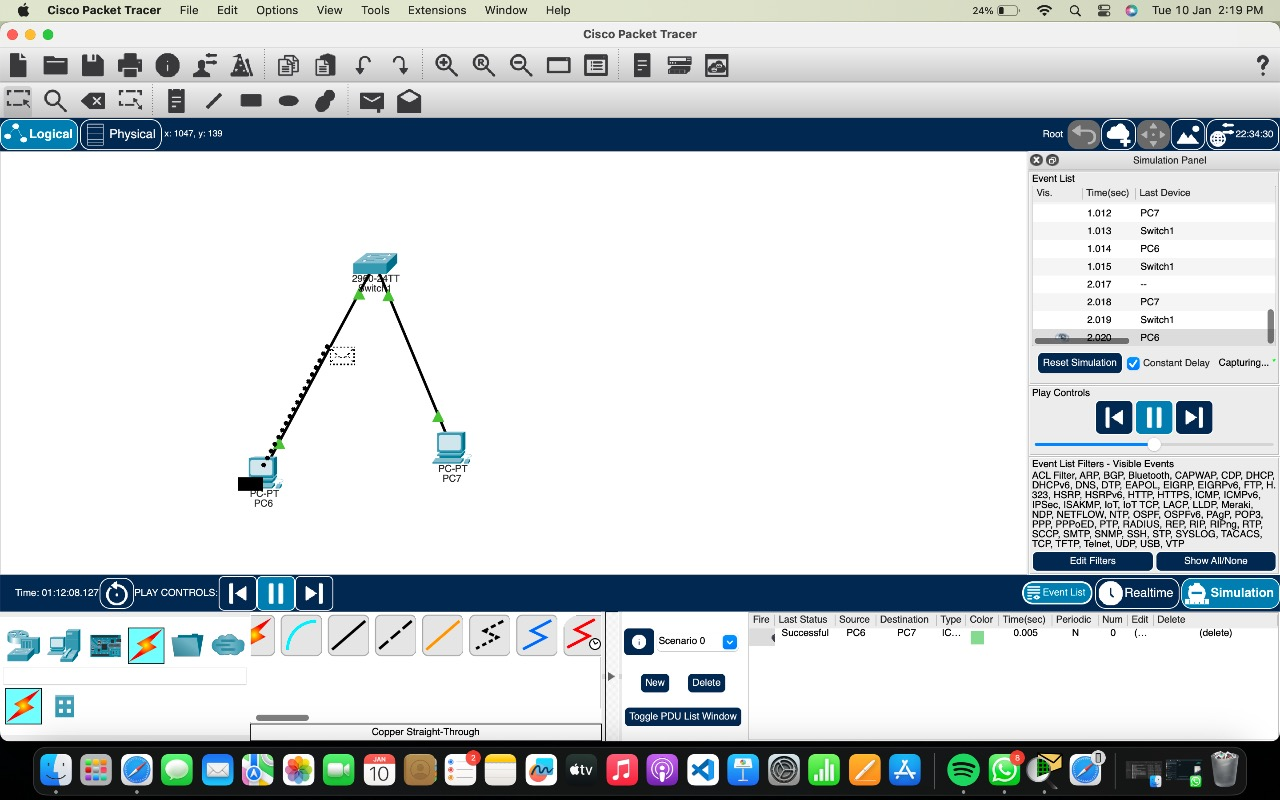 Cisco Packet Tracer File Edit Options View Tools Extensions Window Help 24% Tue 10 Jan 2:19 PM
Cisco Packet Tracer
Logical Physical x: 1047, y: 139 Root 22:34:30
Simulation Panel
Event List
Vis. Time(sec) Last Device
1.012 PC7
1.013 Switch1
1.014 PC6
1.015 Switch1
2.017 --
2.018 PC7
2.019 Switch1
2.020 PC6
Reset Simulation Constant Delay Capturing...
Play Controls
Event List Filters - Visible Events
ACL Filter, ARP, BGP, Bluetooth, CAPWAP, CDP, DHCP,
DHCPv6, DNS, DTP, EAPOL, EIGRP, EIGRPv6, FTP, H.
323, HSRP, HSRPv6, HTTP, HTTPS, ICMP, ICMPv6,
IPSec, ISAKMP, IoT, IoT TCP, LACP, LLDP, Meraki,
NDP, NETFLOW, NTP, OSPF, OSPFv6, PAgP, POP3,
PPP, PPPoED, PTP, RADIUS, REP, RIP, RIPng, RTP,
SCCP, SMTP, SNMP, SSH, STP, SYSLOG, TACACS,
TCP, TFTP, Telnet, UDP, USB, VTP
Edit Filters Show All/None
2960-24TT
Switch1
PC-PT
PC7
PC-PT
PC6
Time: 01:12:08.127 PLAY CONTROLS: Event List Realtime Simulation
Scenario 0
New Delete
Toggle PDU List Window
Fire Last Status Source Destination Type Color Time(sec) Periodic Num Edit Delete
Successful PC6 PC7 IC... 0.005 N 0 (... (delete)
Copper Straight-Through
JAN
10
2
tv
6